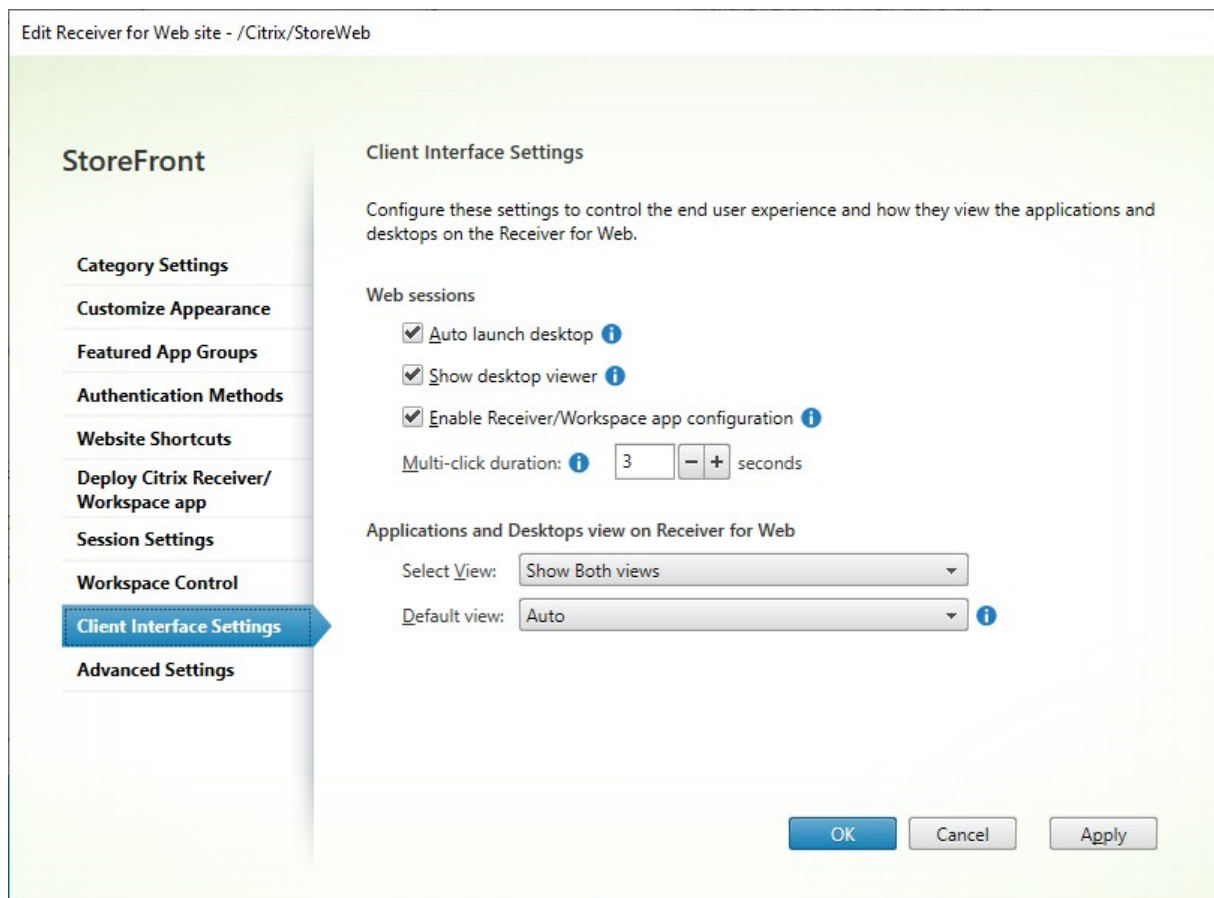 Edit Receiver for Web site - /Citrix/StoreWeb
StoreFront
Category Settings
Customize Appearance
Featured App Groups
Authentication Methods
Website Shortcuts
Deploy Citrix Receiver/
Workspace app
Session Settings
Workspace Control
Client Interface Settings
Advanced Settings
Client Interface Settings
Configure these settings to control the end user experience and how they view the applications and
desktops on the Receiver for Web.
Web sessions
Auto launch desktop
Show desktop viewer
Enable Receiver/Workspace app configuration
Multi-click duration: 3 seconds
Applications and Desktops view on Receiver for Web
Select View: Show Both views
Default view: Auto
OK Cancel Apply